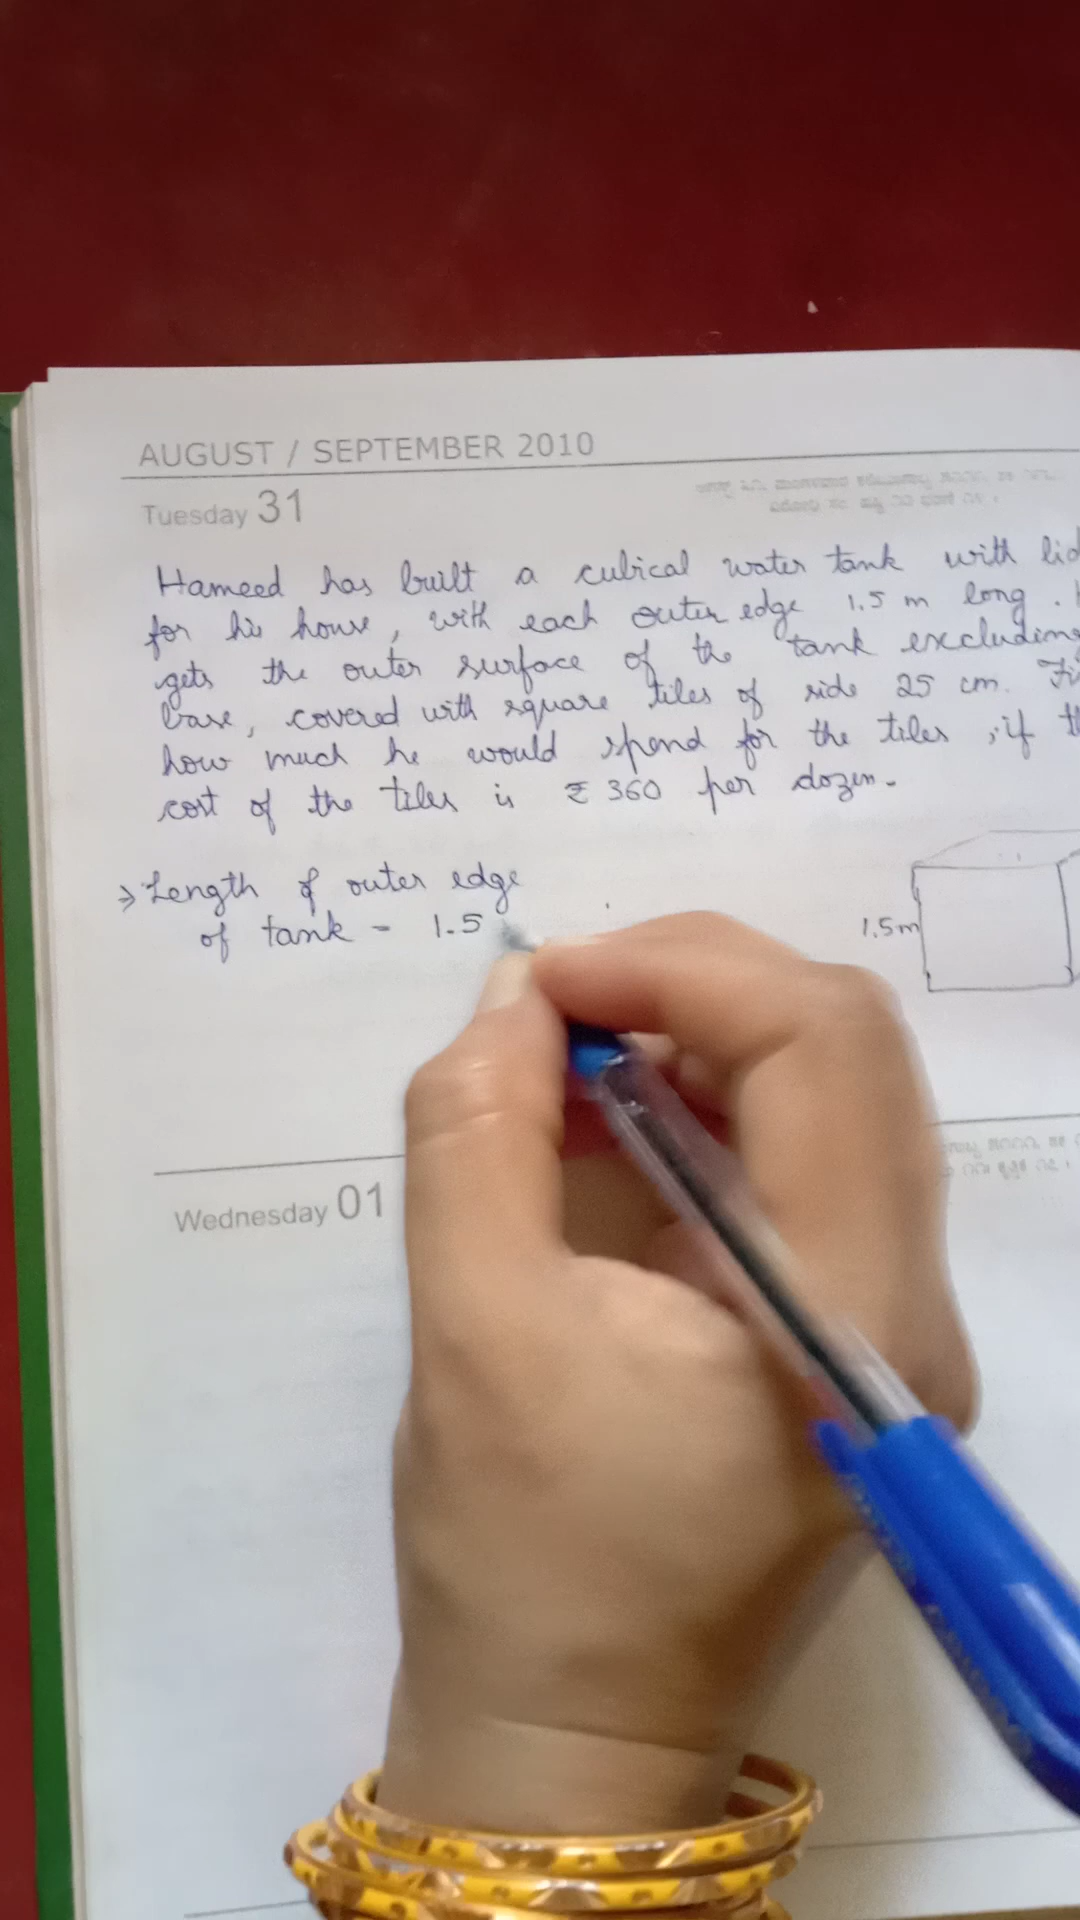 AUGUST / SEPTEMBER 2010
Tuesday 31
Hameed has built a cubical water tank with lid
for his house, with each outer edge 1.5 m long.
gets the outer surface of the tank excluding
base, covered with square tiles of side 25 cm.
how much he would spend for the tiles, if
cost of the tiles is ₹ 360 per dozen.
→ Length of outer edge
of tank - 1.5
1.5m
Wednesday 01